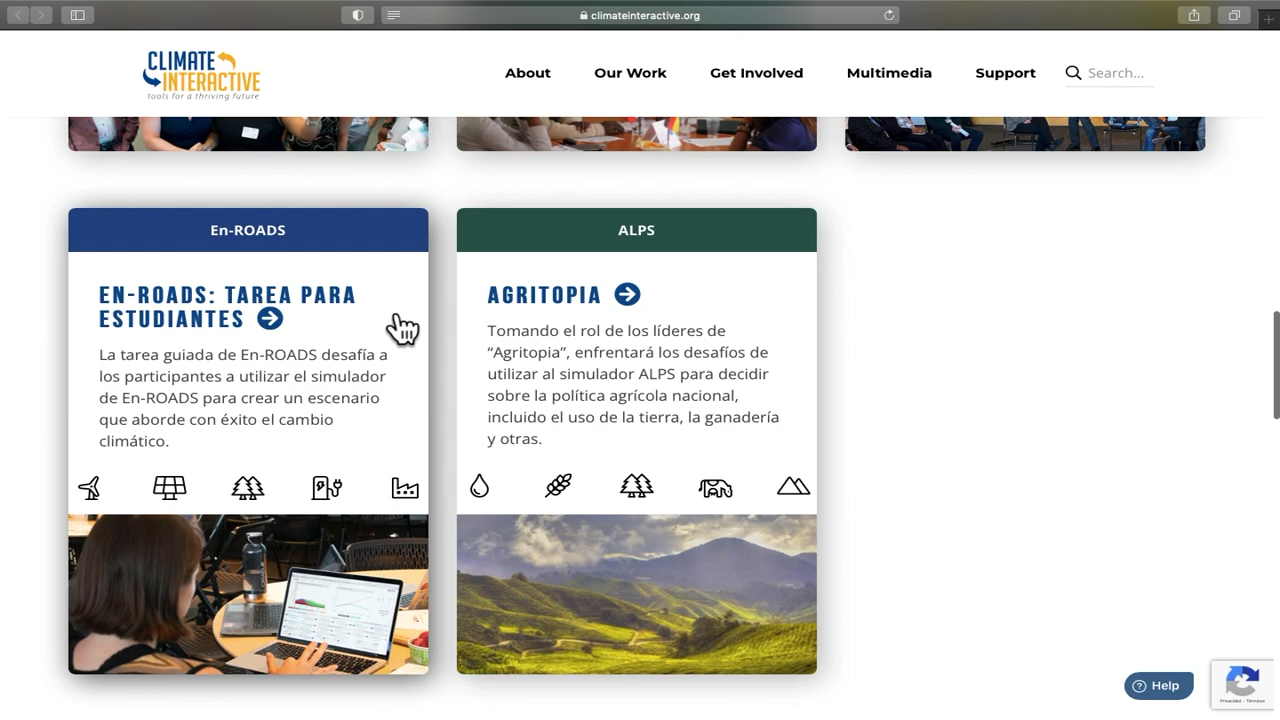 climateinteractive.org
CLIMATE
INTERACTIVE
tools for a thriving future
About
Our Work
Get Involved
Multimedia
Support
Search...
En-ROADS
EN-ROADS: TAREA PARA
ESTUDIANTES
La tarea guiada de En-ROADS desafía a
los participantes a utilizar el simulador
de En-ROADS para crear un escenario
que aborde con éxito el cambio
climático.
ALPS
AGRITOPIA
Tomando el rol de los líderes de
“Agritopia”, enfrentará los desafíos de
utilizar al simulador ALPS para decidir
sobre la política agrícola nacional,
incluido el uso de la tierra, la ganadería
y otras.
Help
Privacidad - Términos